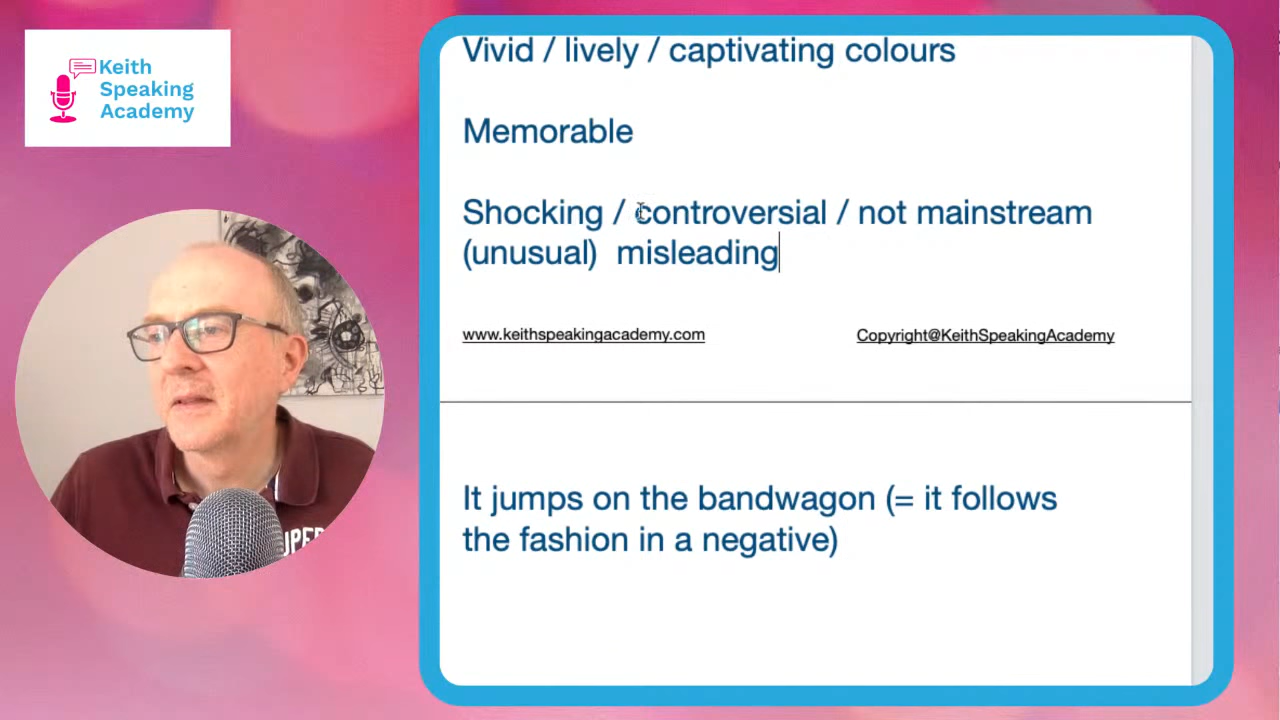 Keith
Speaking
Academy
Vivid / lively / captivating colours
Memorable
Shocking / controversial / not mainstream
(unusual) misleading
www.keithspeakingacademy.com
Copyright@KeithSpeakingAcademy
It jumps on the bandwagon (= it follows
the fashion in a negative)